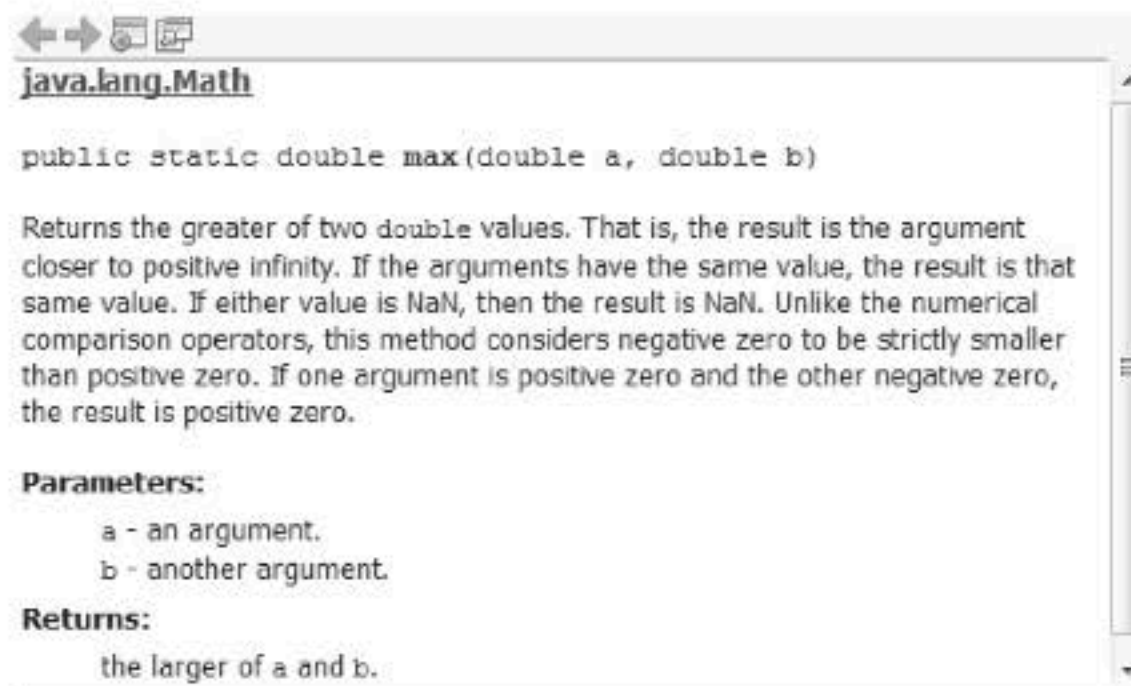 java.lang.Math
public static double max(double a, double b)
Returns the greater of two double values. That is, the result is the argument
closer to positive infinity. If the arguments have the same value, the result is that
same value. If either value is NaN, then the result is NaN. Unlike the numerical
comparison operators, this method considers negative zero to be strictly smaller
than positive zero. If one argument is positive zero and the other negative zero,
the result is positive zero.
Parameters:
a - an argument.
b - another argument.
Returns:
the larger of a and b.